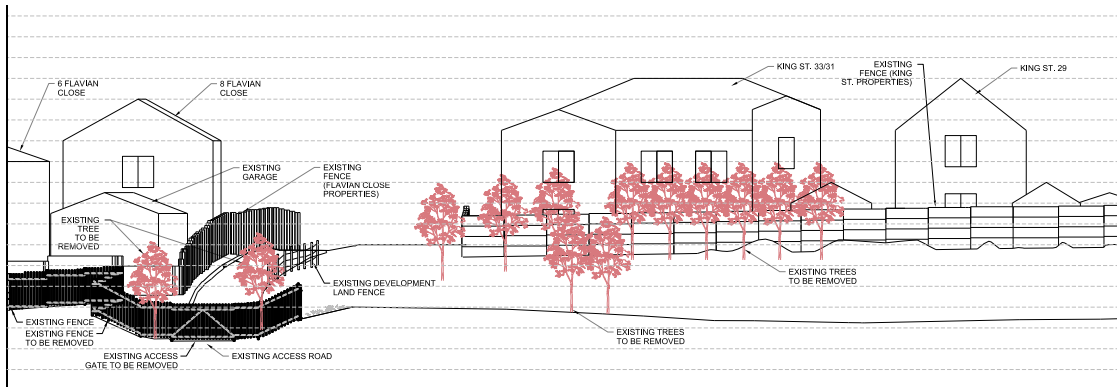 6 FLAVIAN
CLOSE
8 FLAVIAN
CLOSE
KING ST. 33/31
EXISTING
FENCE (KING
ST. PROPERTIES)
KING ST. 29
EXISTING
GARAGE
EXISTING
FENCE
(FLAVIAN CLOSE
PROPERTIES)
EXISTING
TREE
TO BE
REMOVED
EXISTING DEVELOPMENT
LAND FENCE
EXISTING TREES
TO BE REMOVED
EXISTING FENCE
EXISTING FENCE
TO BE REMOVED
EXISTING ACCESS
GATE TO BE REMOVED
EXISTING ACCESS ROAD
EXISTING TREES
TO BE
REMOVED